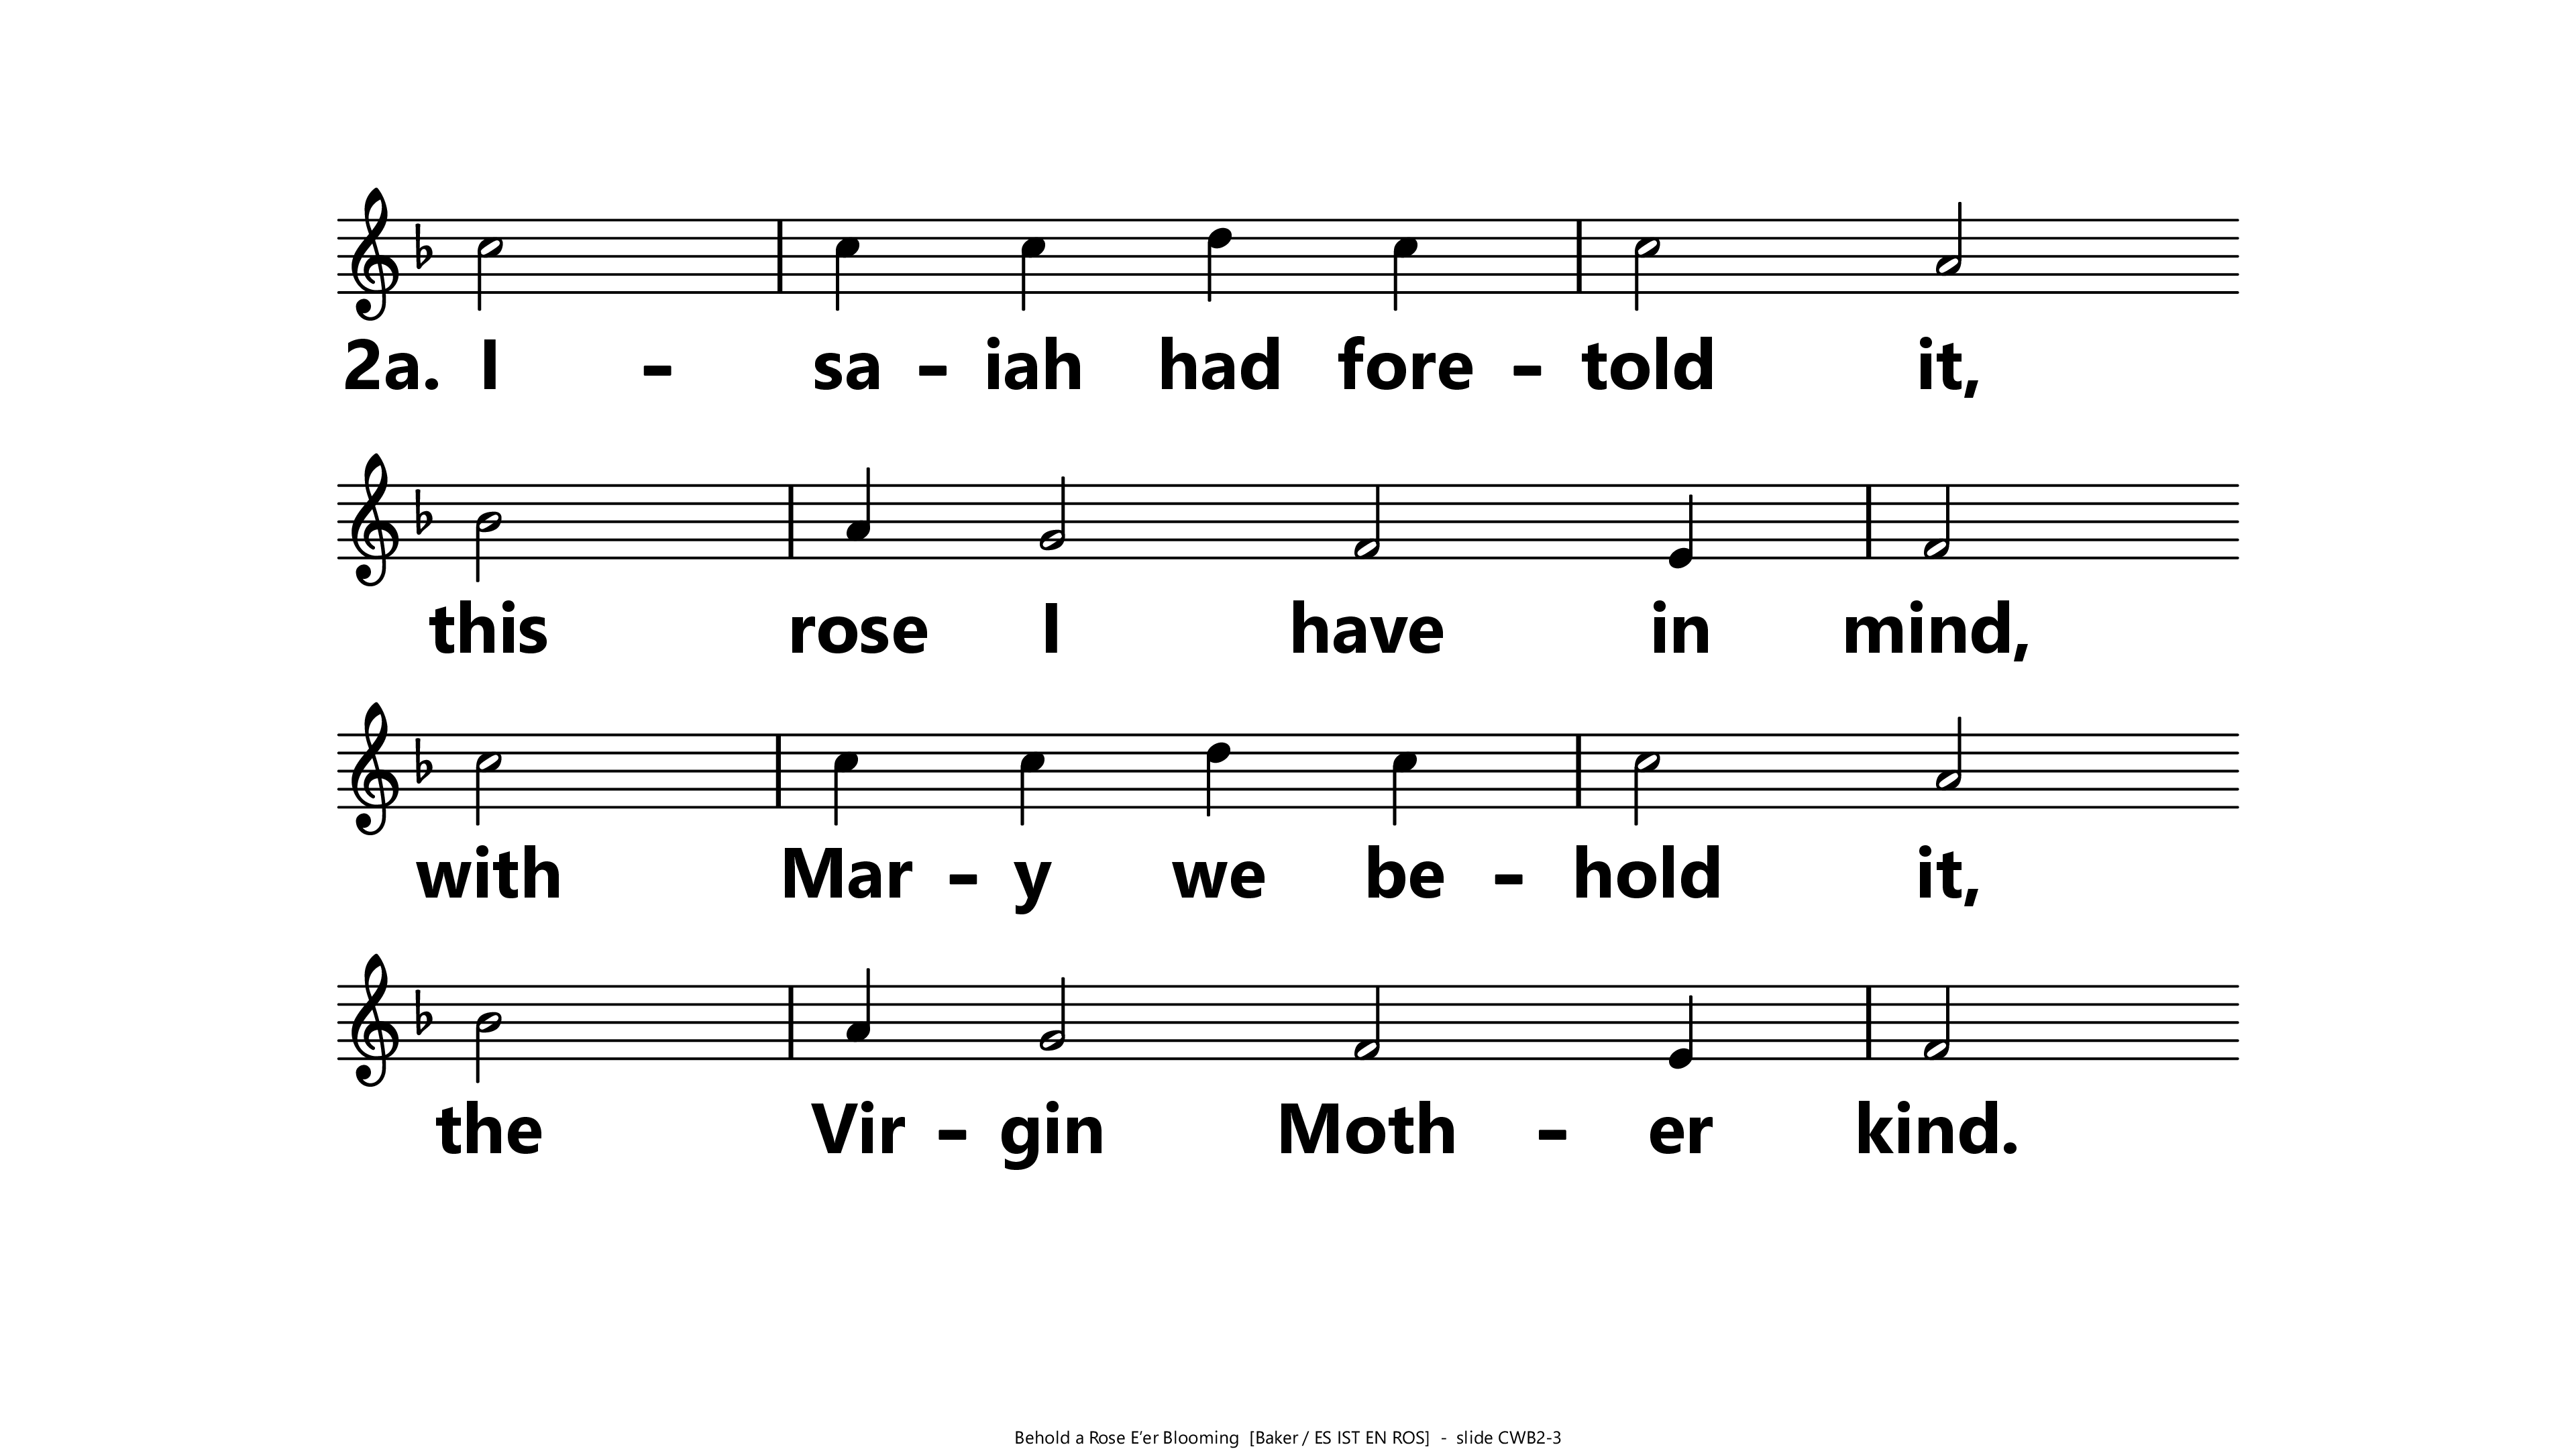 2a. I - sa - iah had fore - told it,
this rose I have in mind,
with Mar - y we be - hold it,
the Vir - gin Moth - er kind.
Behold a Rose E’er Blooming [Baker / ES IST EN ROS] - slide CWB2-3